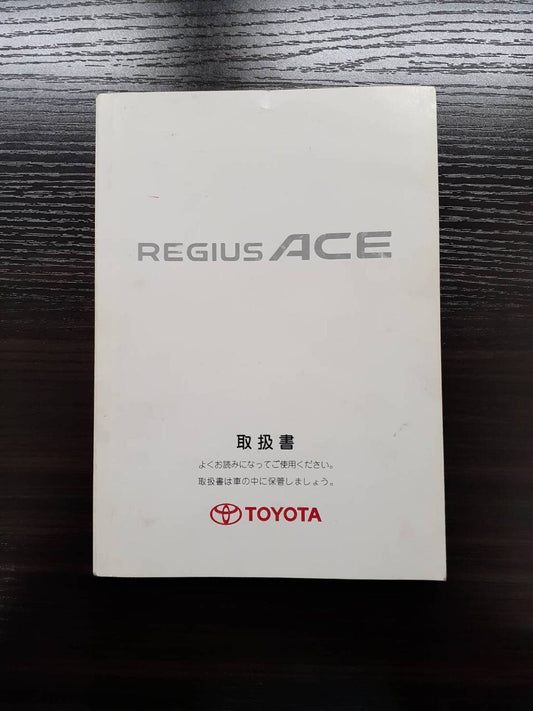 REGIUS ACE
取扱書
よくお読みになってご使用ください。
取扱書は車の中に保管しましょう。
TOYOTA